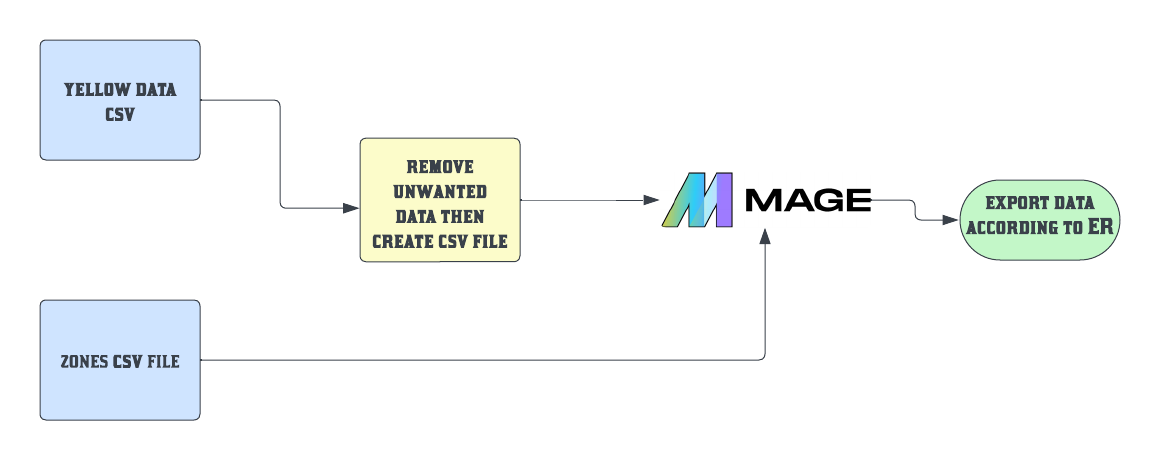 YELLOW DATA
CSV
REMOVE
UNWANTED
DATA THEN
CREATE CSV FILE
MAGE
EXPORT DATA
ACCORDING TO ER
ZONES CSV FILE